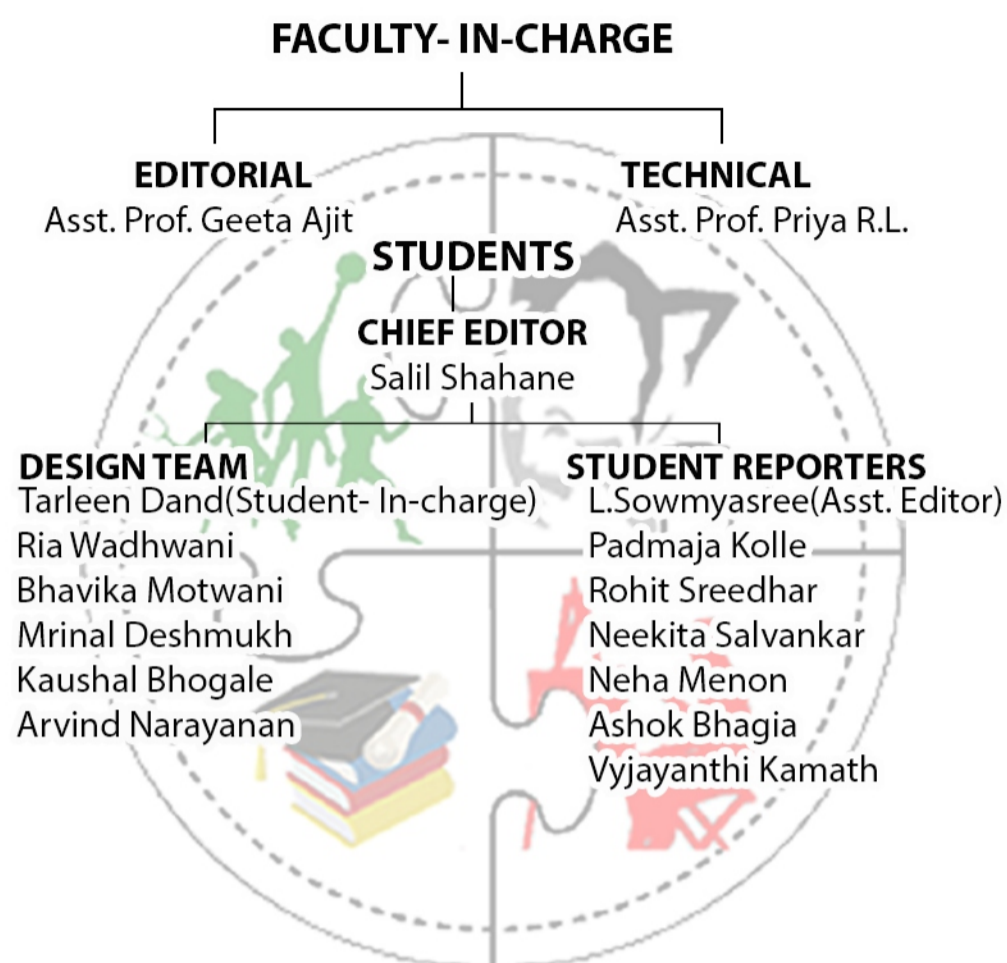 FACULTY- IN-CHARGE
EDITORIAL
Asst. Prof. Geeta Ajit
TECHNICAL
Asst. Prof. Priya R.L.
STUDENTS
CHIEF EDITOR
Salil Shahane
DESIGN TEAM
Tarleen Dand(Student- In-charge)
Ria Wadhwani
Bhavika Motwani
Mrinal Deshmukh
Kaushal Bhogale
Arvind Narayanan
STUDENT REPORTERS
L.Sowmyasree(Asst. Editor)
Padmaja Kolle
Rohit Sreedhar
Neekita Salvankar
Neha Menon
Ashok Bhagia
Vyjayanthi Kamath